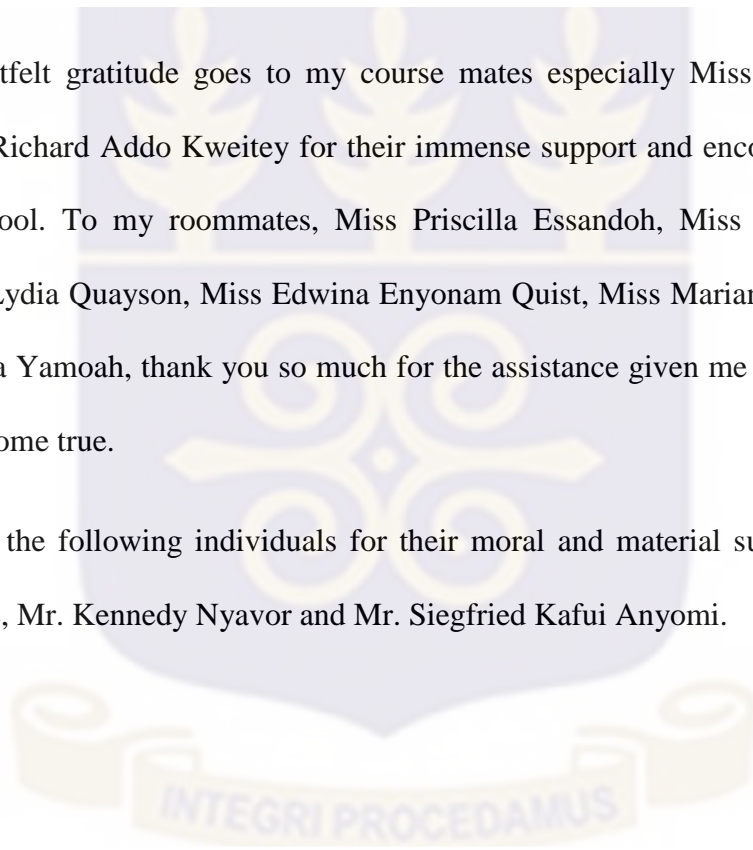 tfelt gratitude goes to my course mates especially Miss
Richard Addo Kweitey for their immense support and enco
ool. To my roommates, Miss Priscilla Essandoh, Miss
Lydia Quayson, Miss Edwina Enyonam Quist, Miss Marian
a Yamoah, thank you so much for the assistance given me
ome true.
the following individuals for their moral and material su
, Mr. Kennedy Nyavor and Mr. Siegfried Kafui Anyomi.
INTEGRI PROCEDAMUS